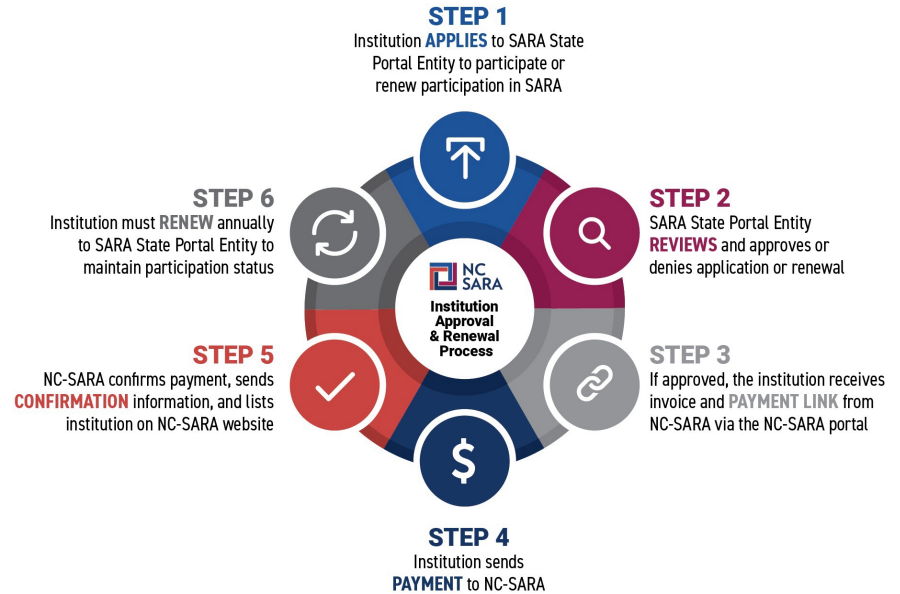 STEP 1
Institution APPLIES to SARA State
Portal Entity to participate or
renew participation in SARA
STEP 2
SARA State Portal Entity
REVIEWS and approves or
denies application or renewal
STEP 3
If approved, the institution receives
invoice and PAYMENT LINK from
NC-SARA via the NC-SARA portal
STEP 4
Institution sends
PAYMENT to NC-SARA
STEP 5
NC-SARA confirms payment, sends
CONFIRMATION information, and lists
institution on NC-SARA website
STEP 6
Institution must RENEW annually
to SARA State Portal Entity to
maintain participation status
NC
SARA
Institution
Approval
& Renewal
Process
$